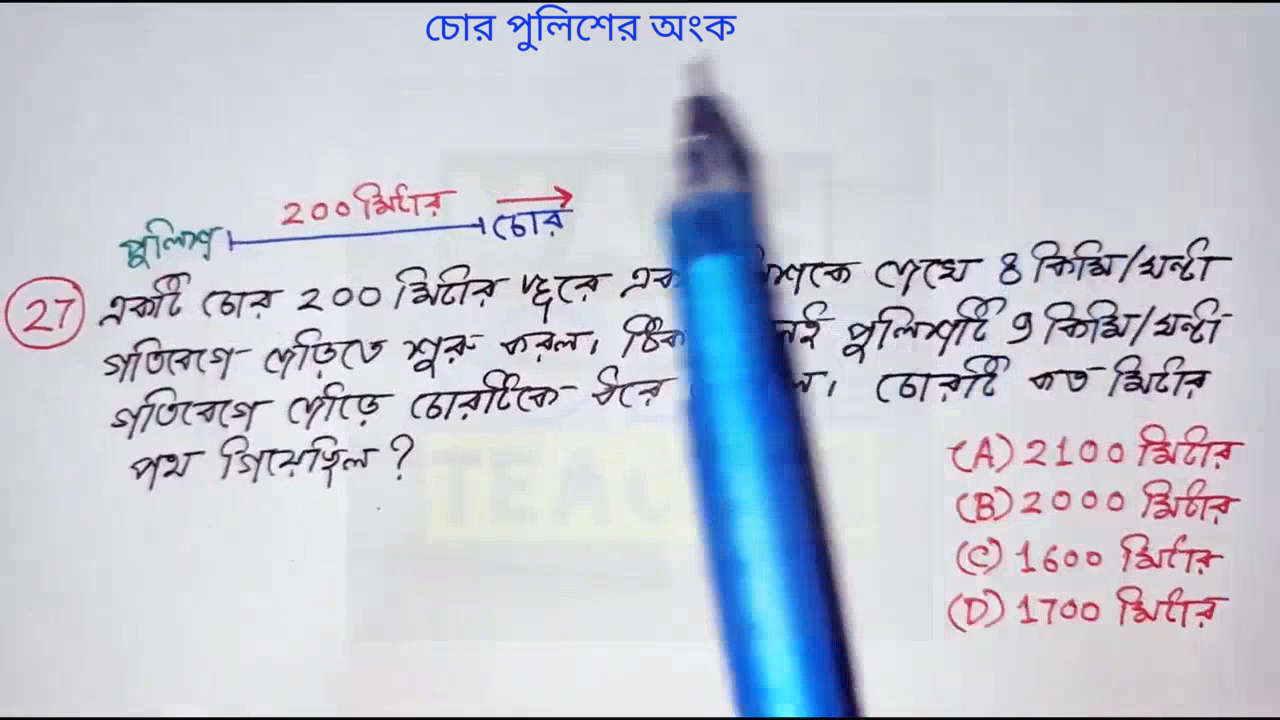 চোর পুলিশের অংক
200 মিটার
পুলিশ চোর
27 একটি চোর 200 মিটার দূরে এক দেখে 8 কিমি/ঘন্টা
গতিবেগে দৌড়িতে শুরু করল। ঠিক পুলিশটি 9 কিমি/ঘন্টা
গতিবেগে দৌড়ে চোরটিকে ধরে । চোরটি কত মিটার
পথ গিয়েছিল ?
(A) 2100 মিটার
(B) 2000 মিটার
(C) 1600 মিটার
(D) 1700 মিটার